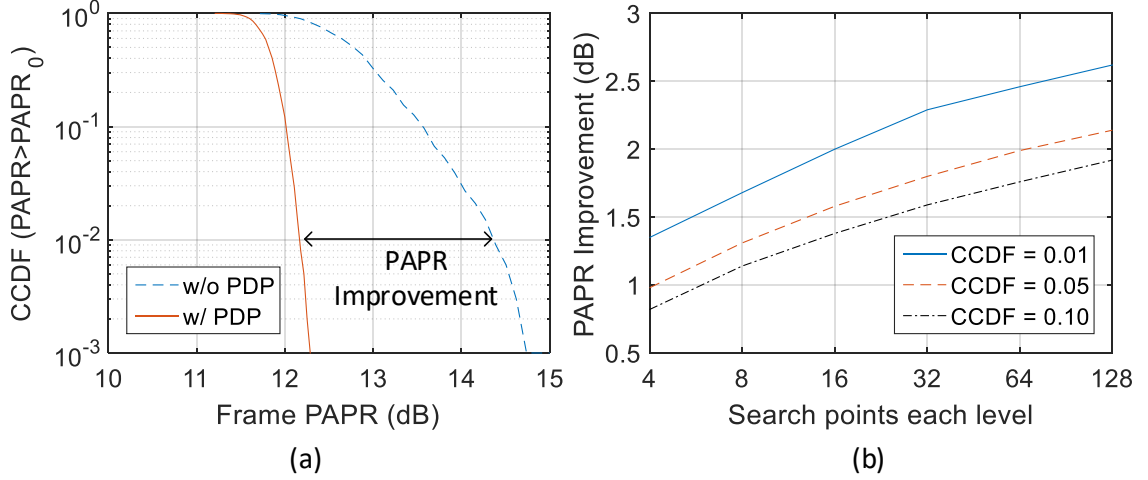 CCDF (PAPR>PAPR0)
10^0
10^-1
10^-2
10^-3
PAPR
Improvement
w/o PDP
w/ PDP
10 11 12 13 14 15
Frame PAPR (dB)
(a)
PAPR Improvement (dB)
3
2.5
2
1.5
1
0.5
CCDF = 0.01
CCDF = 0.05
CCDF = 0.10
4 8 16 32 64 128
Search points each level
(b)